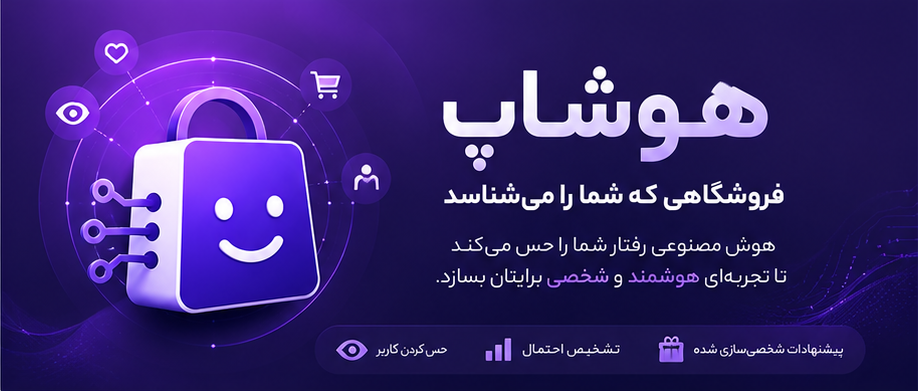 هوشاپ
فروشگاهی که شما را می‌شناسد
هوش مصنوعی رفتار شما را حس می‌کند
تا تجربه‌ای هوشمند و شخصی برایتان بسازد.
پیشنهادات شخصی‌سازی شده
تشخیص احتمال
حس کردن کاربر